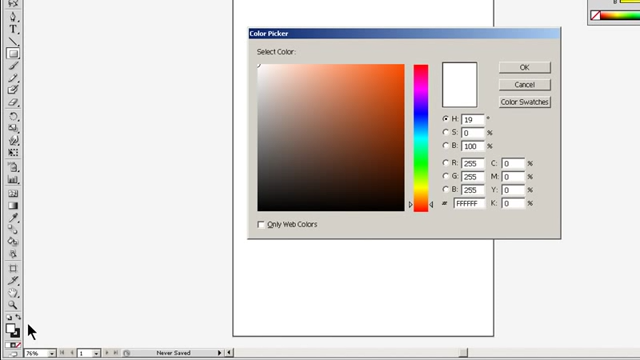 Color Picker
Select Color:
OK
Cancel
Color Swatches
H: 19 °
S: 0 %
B: 100 %
R: 255 C: 0 %
G: 255 M: 0 %
B: 255 Y: 0 %
# FFFFFF K: 0 %
Only Web Colors
T
76% 1 Never Saved